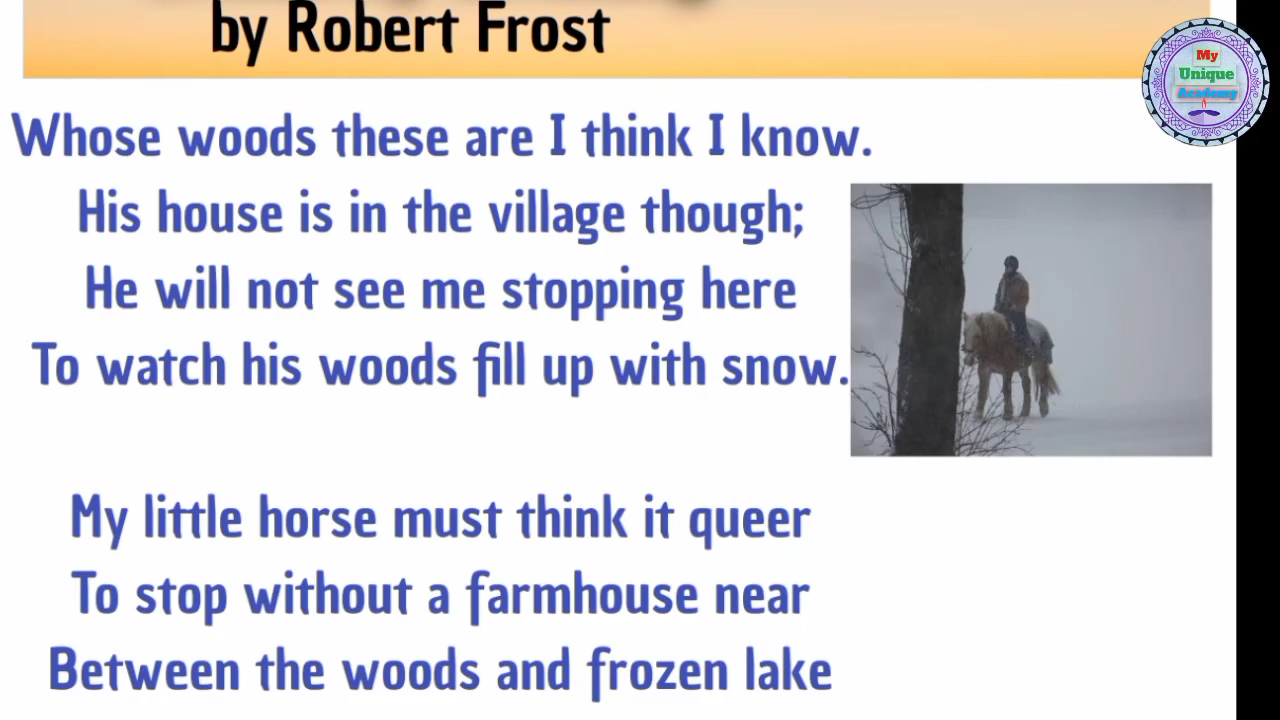 by Robert Frost
My
Unique
Academy
Whose woods these are I think I know.
His house is in the village though;
He will not see me stopping here
To watch his woods fill up with snow.
My little horse must think it queer
To stop without a farmhouse near
Between the woods and frozen lake